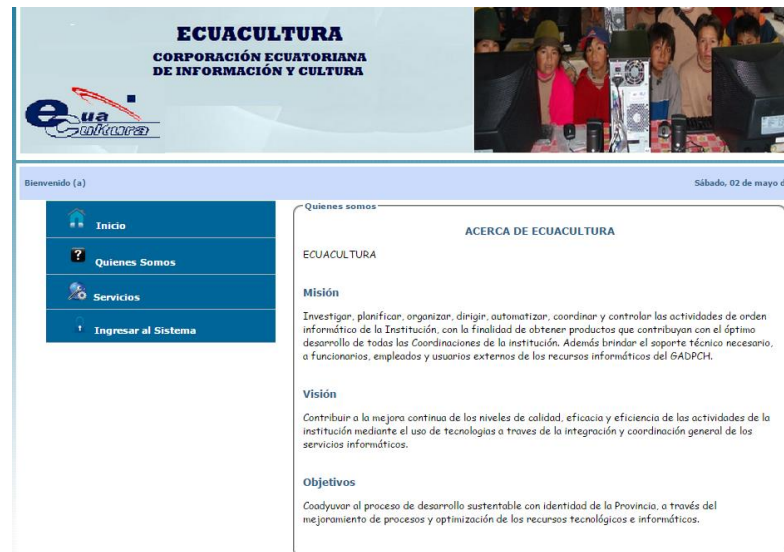 ECUACULTURA
CORPORACIÓN ECUATORIANA
DE INFORMACIÓN Y CULTURA
Ecua
Cultura
Bienvenido (a)
Sábado, 02 de mayo d
Inicio
Quienes Somos
Servicios
Ingresar al Sistema
Quienes somos
ACERCA DE ECUACULTURA
ECUACULTURA
Misión
Investigar, planificar, organizar, dirigir, automatizar, coordinar y controlar las actividades de orden
informático de la Institución, con la finalidad de obtener productos que contribuyan con el óptimo
desarrollo de todas las Coordinaciones de la institución. Además brindar el soporte técnico necesario,
a funcionarios, empleados y usuarios externos de los recursos informáticos del GADPCH.
Visión
Contribuir a la mejora continua de los niveles de calidad, eficacia y eficiencia de las actividades de la
institución mediante el uso de tecnologias a traves de la integración y coordinación general de los
servicios informáticos.
Objetivos
Coadyuvar al proceso de desarrollo sustentable con identidad de la Provincia, a través del
mejoramiento de procesos y optimización de los recursos tecnológicos e informáticos.